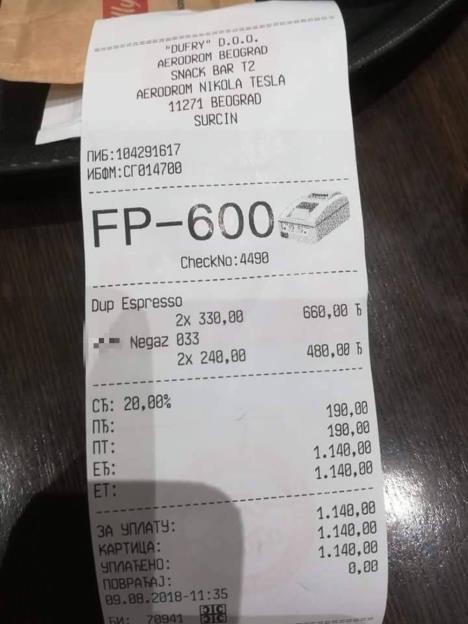 "DUFRY" D.O.O.
AERODROM BEOGRAD
SNACK BAR T2
AERODROM NIKOLA TESLA
11271 BEOGRAD
SURCIN
ПИБ:104291617
ИБФМ:СГ014700
FP-600
CheckNo:4490
Dup Espresso
2x 330,00 660,00 Ђ
Negaz 033
2x 240,00 480,00 Ђ
СЂ: 20,00%
ПЂ: 190,00
ПТ: 190,00
ЕЂ: 1.140,00
ЕТ: 1.140,00
ЗА УПЛАТУ: 1.140,00
КАРТИЦА: 1.140,00
УПЛАЋЕНО: 1.140,00
ПОВРАЋАЈ: 0,00
09.08.2018-11:35
БИ: 70941